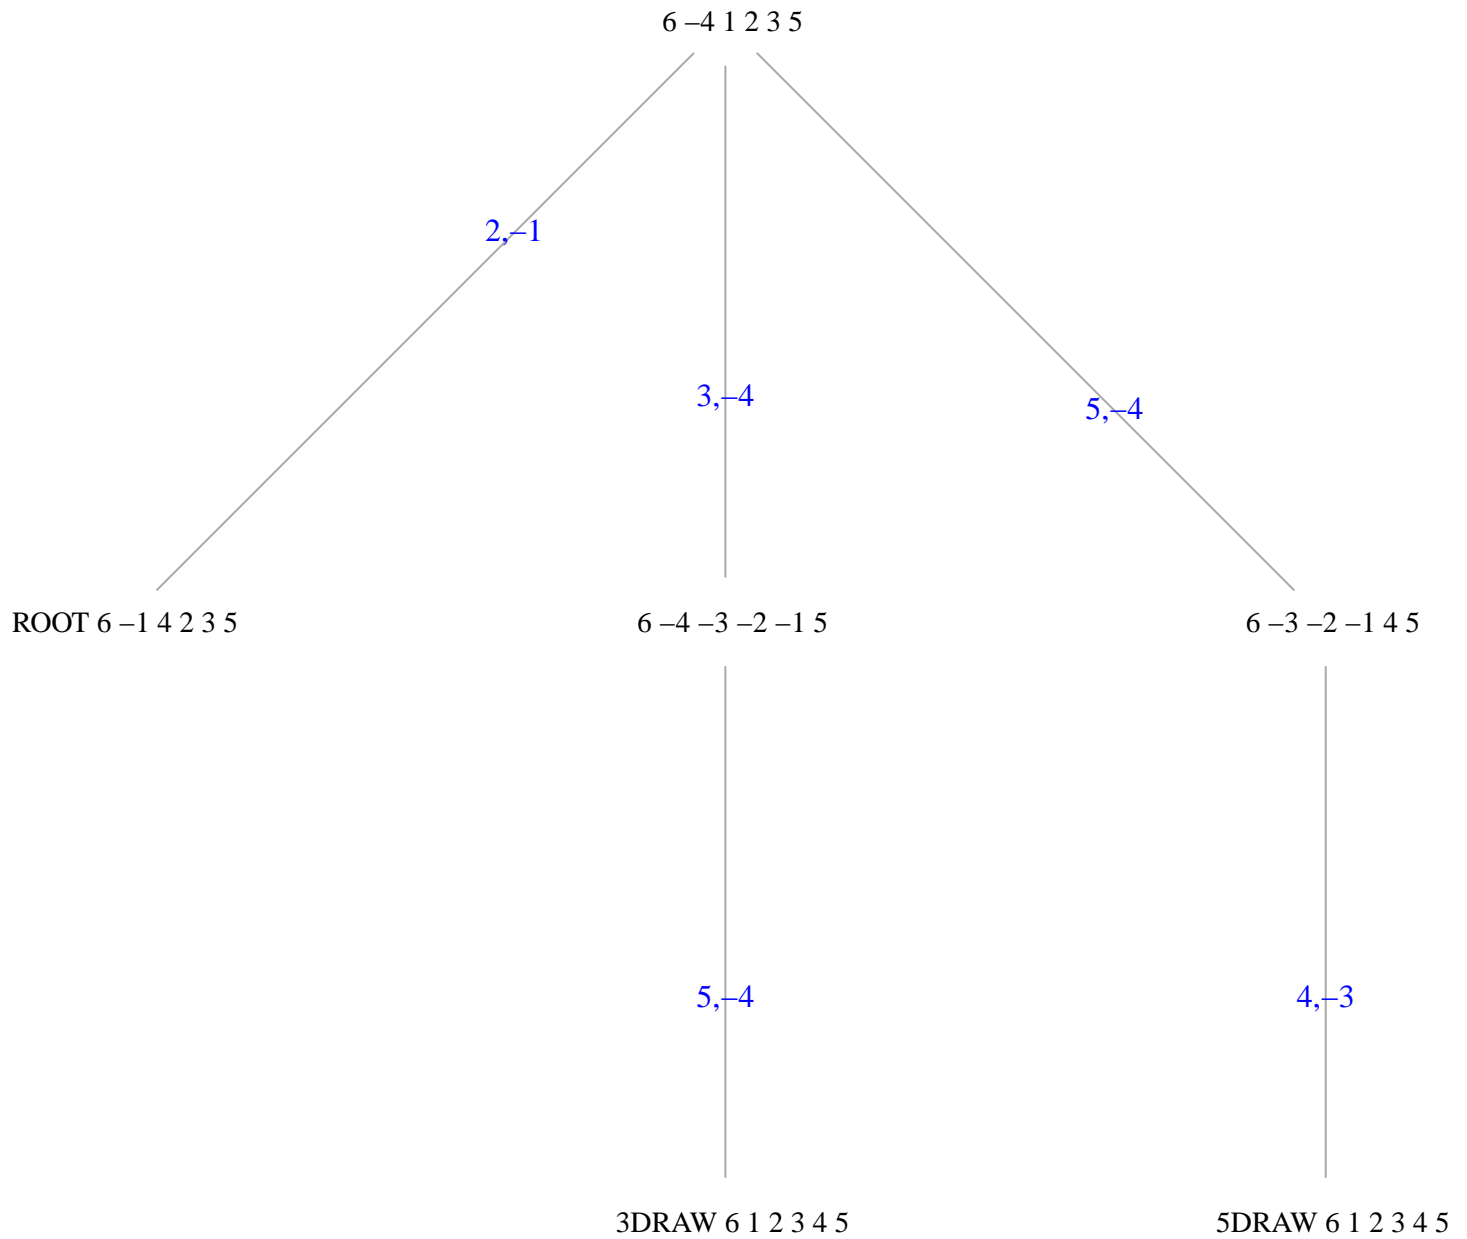 6 –4 1 2 3 5
2,–1
3,–4
5,–4
ROOT 6 –1 4 2 3 5
6 –4 –3 –2 –1 5
6 –3 –2 –1 4 5
5,–4
4,–3
3DRAW 6 1 2 3 4 5
5DRAW 6 1 2 3 4 5